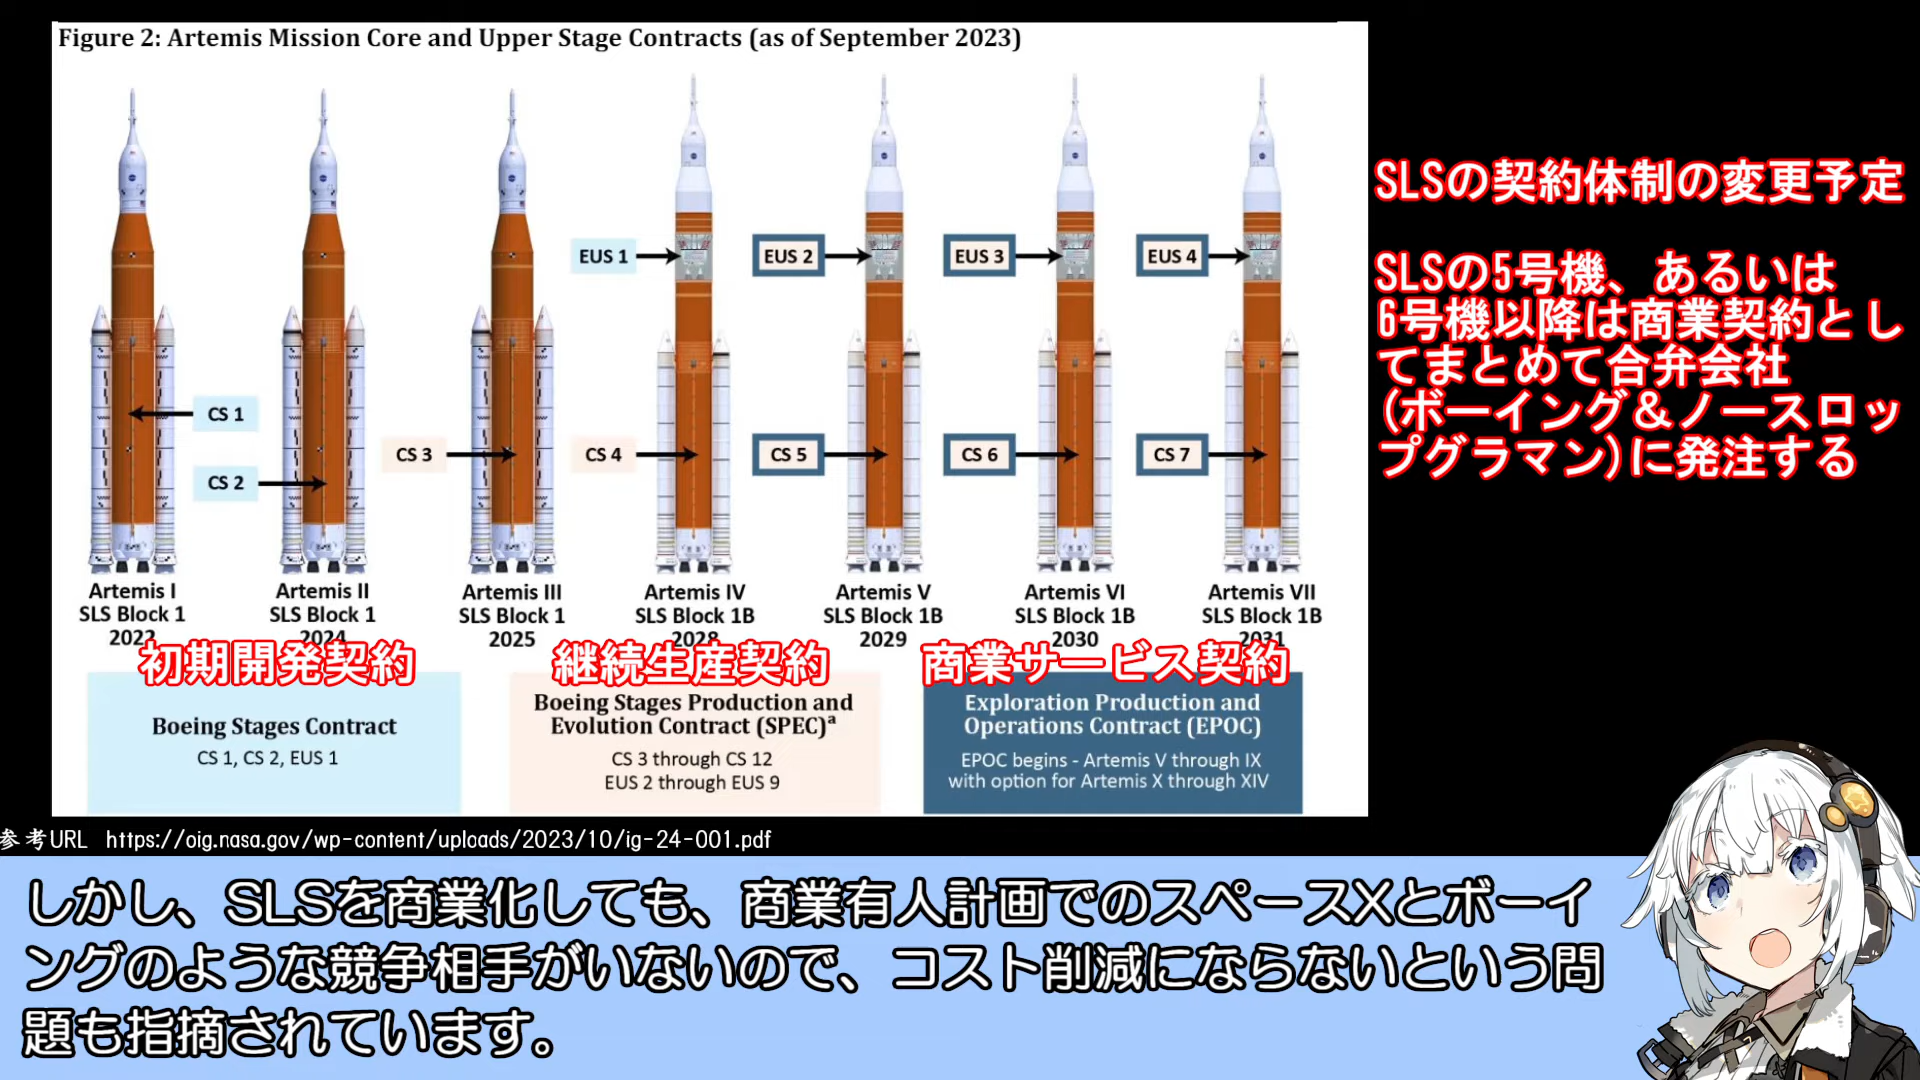 Figure 2: Artemis Mission Core and Upper Stage Contracts (as of September 2023)
EUS 1
EUS 2
EUS 3
EUS 4
CS 1
CS 2
CS 3
CS 4
CS 5
CS 6
CS 7
Artemis I
SLS Block 1
2022
Artemis II
SLS Block 1
2024
Artemis III
SLS Block 1
2025
Artemis IV
SLS Block 1B
2028
Artemis V
SLS Block 1B
2029
Artemis VI
SLS Block 1B
2030
Artemis VII
SLS Block 1B
2031
初期開発契約
Boeing Stages Contract
CS 1, CS 2, EUS 1
継続生産契約
Boeing Stages Production and
Evolution Contract (SPEC)ª
CS 3 through CS 12
EUS 2 through EUS 9
商業サービス契約
Exploration Production and
Operations Contract (EPOC)
EPOC begins - Artemis V through IX
with option for Artemis X through XIV
SLSの契約体制の変更予定
SLSの5号機、あるいは
6号機以降は商業契約とし
てまとめて合弁会社
(ボーイング＆ノースロッ
プグラマン)に発注する
参考URL https://oig.nasa.gov/wp-content/uploads/2023/10/ig-24-001.pdf
しかし、SLSを商業化しても、商業有人計画でのスペースXとボーイ
ングのような競争相手がいないので、コスト削減にならないという問
題も指摘されています。